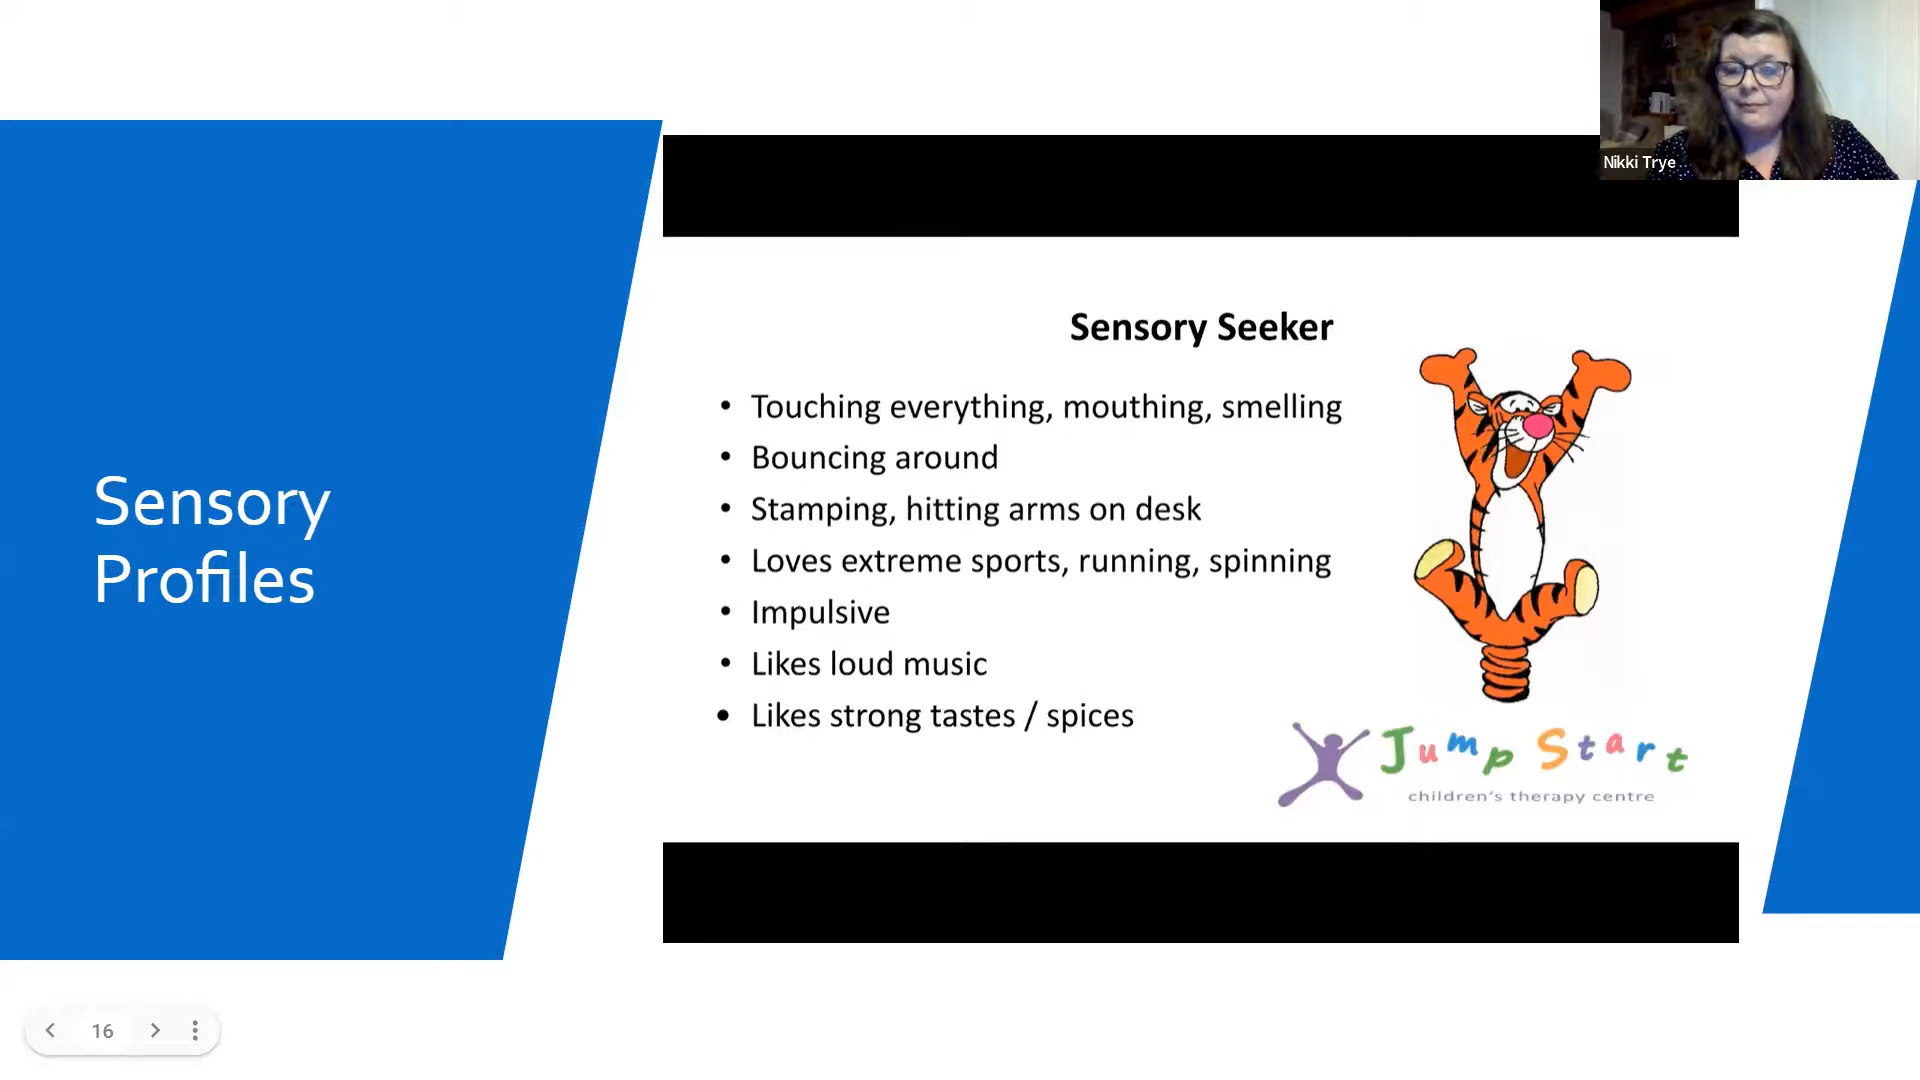 Nikki Trye
Sensory
Profiles
Sensory Seeker
• Touching everything, mouthing, smelling
• Bouncing around
• Stamping, hitting arms on desk
• Loves extreme sports, running, spinning
• Impulsive
• Likes loud music
• Likes strong tastes / spices
Jump Start
children's therapy centre
16